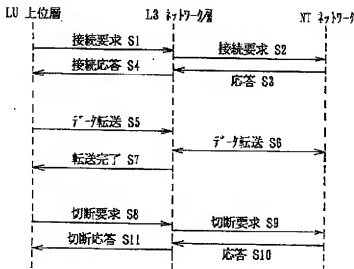 LU 上位層 L3 ネットワーク層 NT ネットワーク
接続要求 S1
接続要求 S2
接続応答 S4
応答 S3
データ転送 S5
データ転送 S6
転送完了 S7
切断要求 S8
切断要求 S9
切断応答 S11
応答 S10